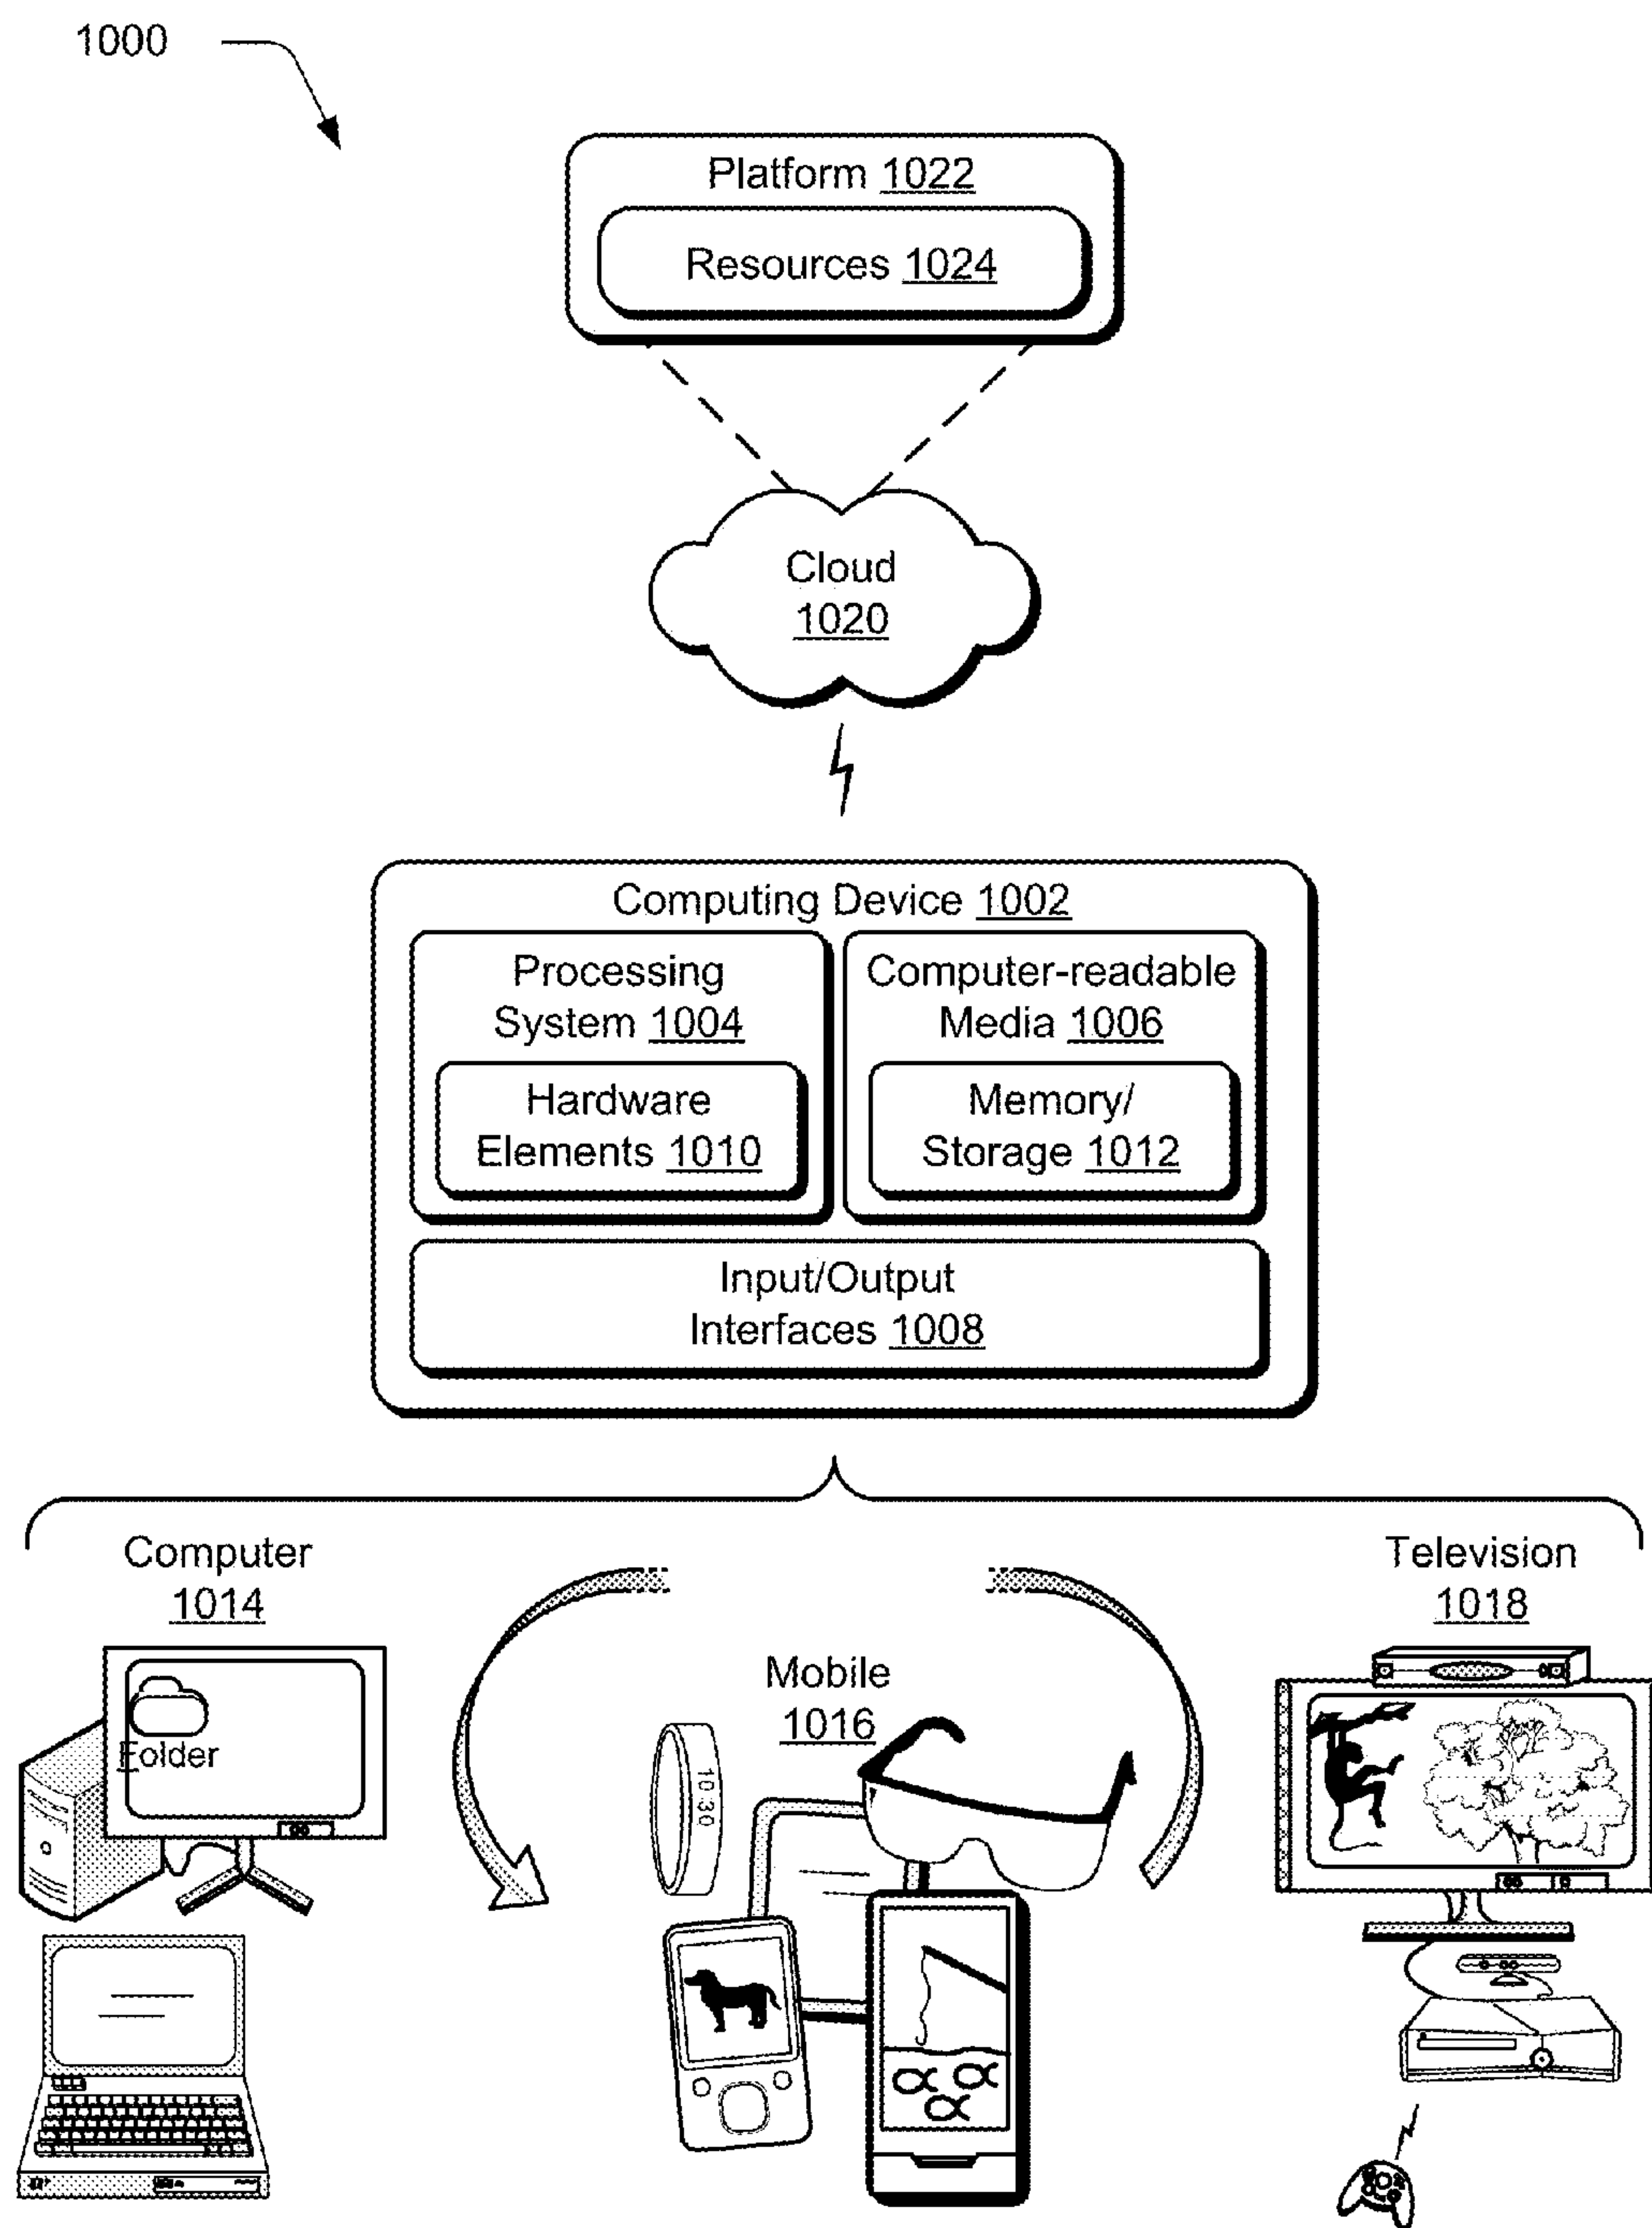 1000
Platform 1022
Resources 1024
Cloud
1020
Computing Device 1002
Processing
System 1004
Hardware
Elements 1010
Computer-readable
Media 1006
Memory/
Storage 1012
Input/Output
Interfaces 1008
Computer
1014
Folder
Mobile
1016
10:30
Television
1018